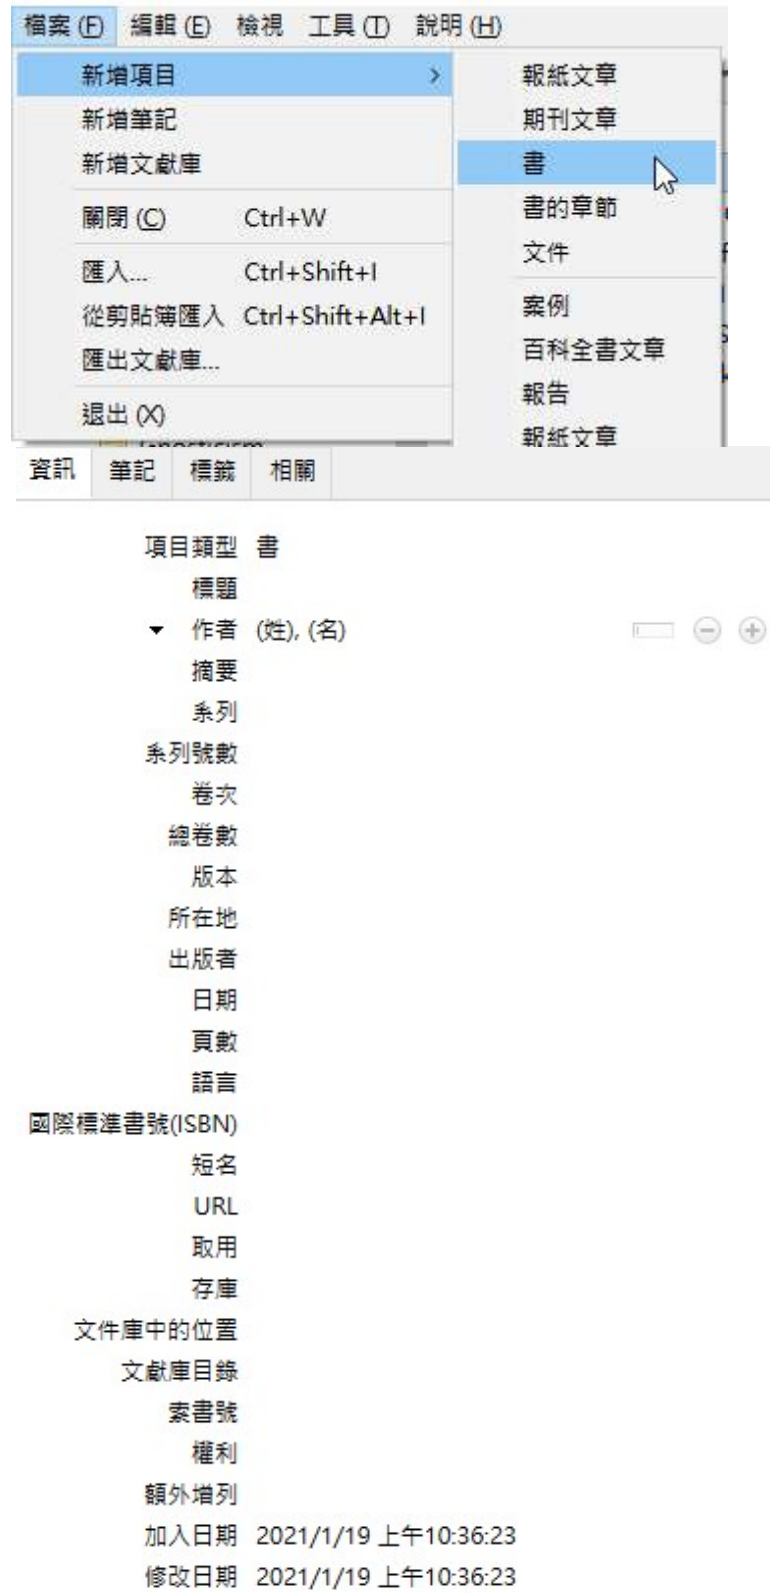 檔案 (F) 編輯 (E) 檢視 工具 (T) 說明 (H)
新增項目 >
新增筆記
新增文獻庫
關閉 (C) Ctrl+W
匯入... Ctrl+Shift+I
從剪貼簿匯入 Ctrl+Shift+Alt+I
匯出文獻庫...
退出 (X)
報紙文章
期刊文章
書
書的章節
文件
案例
百科全書文章
報告
報紙文章
資訊 筆記 標籤 相關
項目類型 書
標題
作者 (姓), (名)
摘要
系列
系列號數
卷次
總卷數
版本
所在地
出版者
日期
頁數
語言
國際標準書號(ISBN)
短名
URL
取用
存庫
文件庫中的位置
文獻庫目錄
索書號
權利
額外增列
加入日期 2021/1/19 上午10:36:23
修改日期 2021/1/19 上午10:36:23